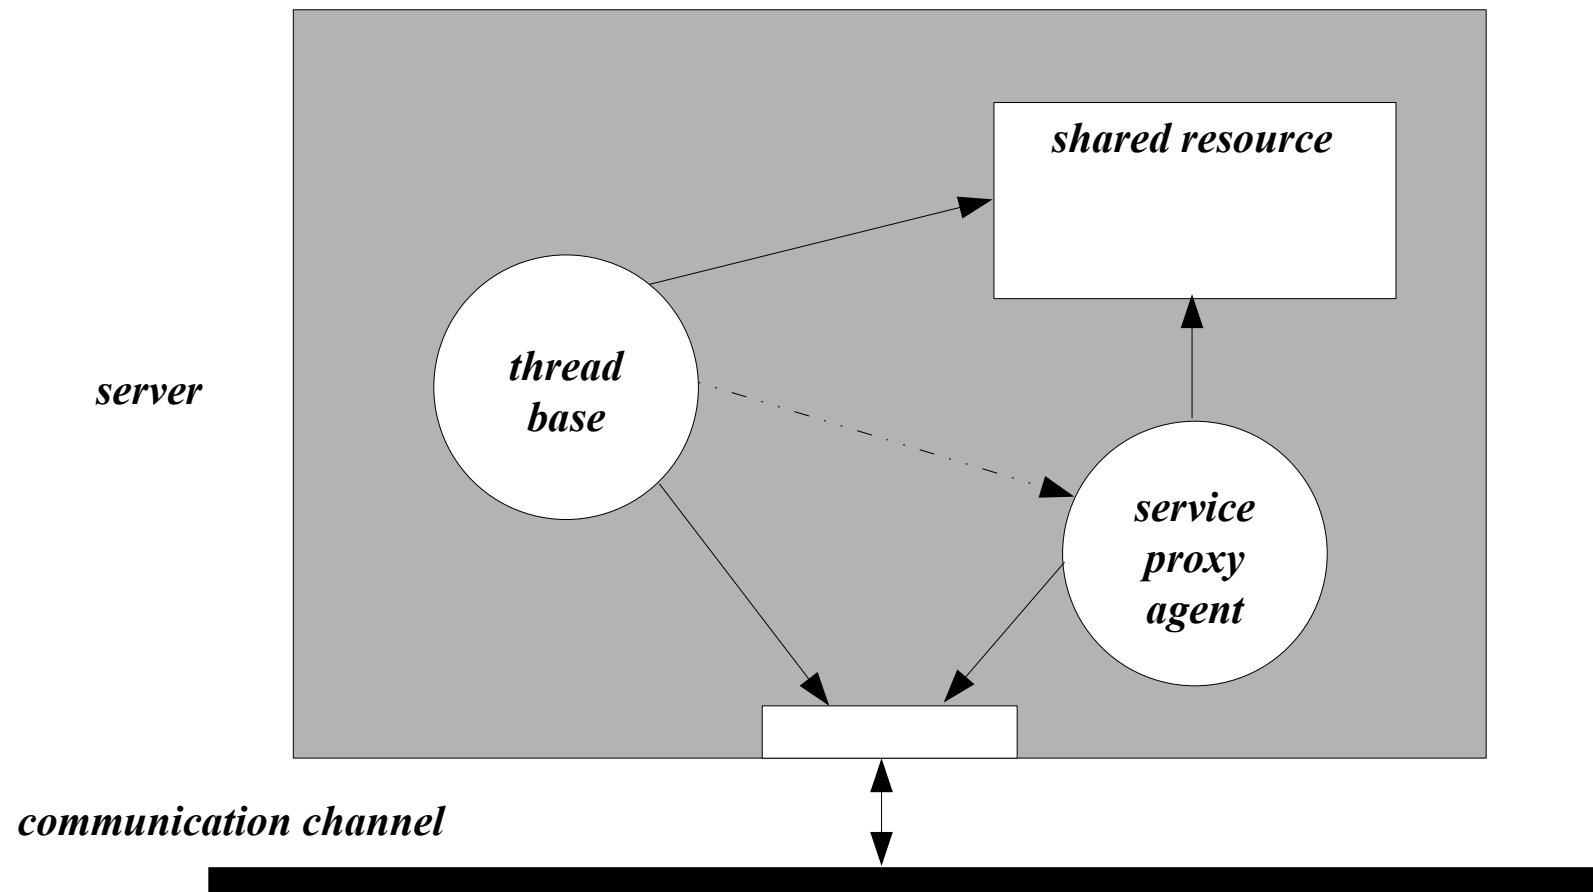 shared resource
thread
base
server
service
proxy
agent
communication channel